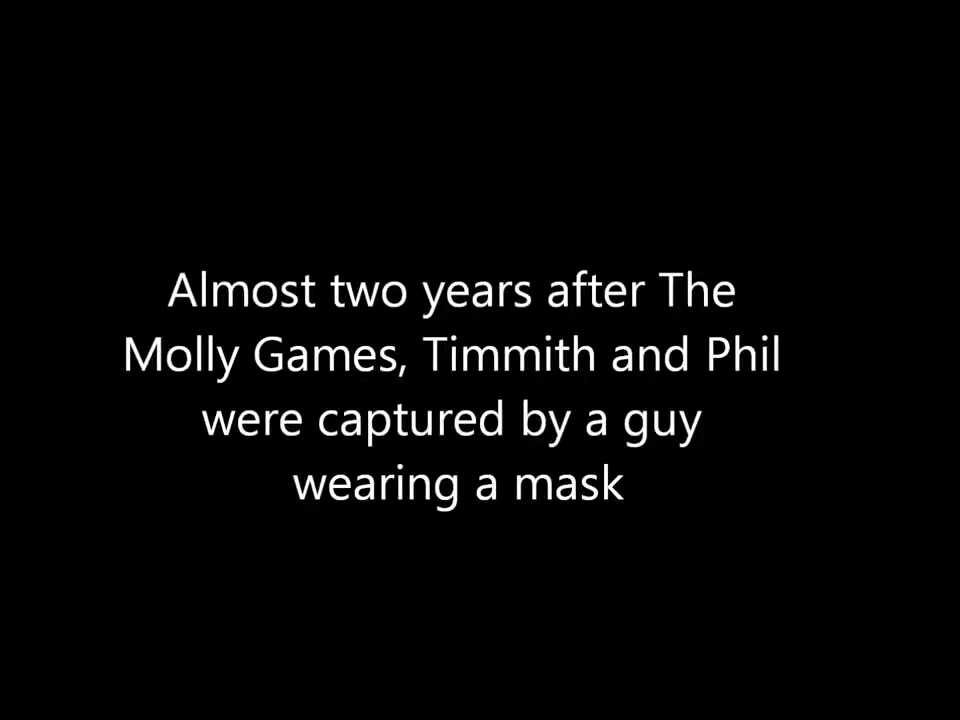 Almost two years after The
Molly Games, Timmith and Phil
were captured by a guy
wearing a mask